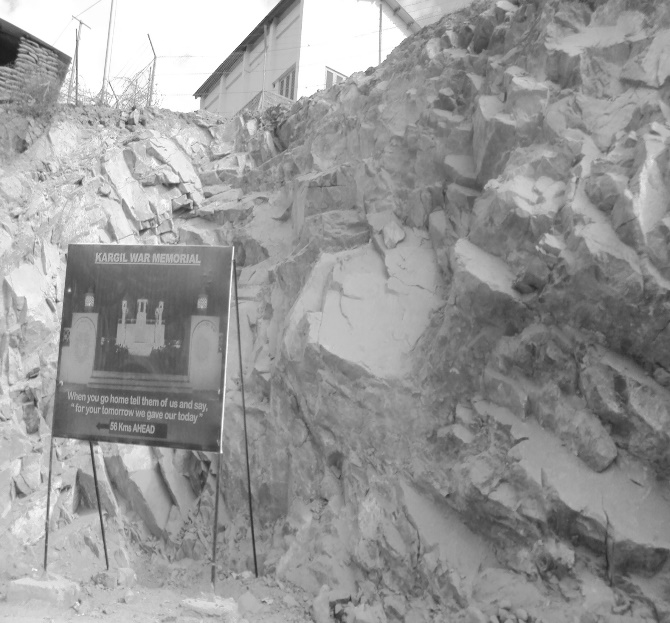 KARGIL WAR MEMORIAL
When you go home tell them of us and say,
"for your tomorrow we gave our today"
56 Kms AHEAD